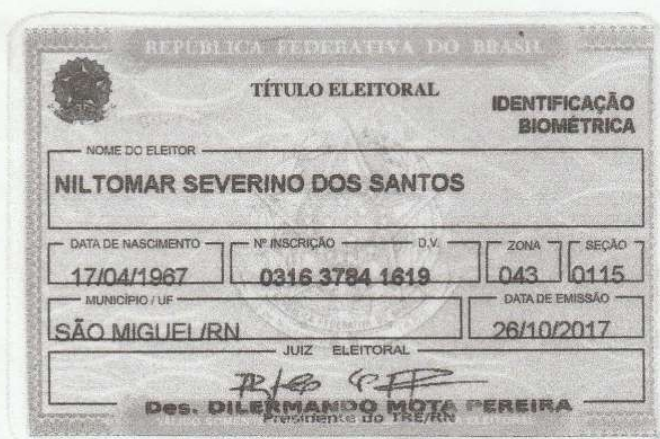 REPÚBLICA FEDERATIVA DO BRASIL
TÍTULO ELEITORAL
IDENTIFICAÇÃO
BIOMÉTRICA
NOME DO ELEITOR
NILTOMAR SEVERINO DOS SANTOS
DATA DE NASCIMENTO Nº INSCRIÇÃO D.V. ZONA SEÇÃO
17/04/1967 0316 3784 1619 043 0115
MUNICÍPIO / UF DATA DE EMISSÃO
SÃO MIGUEL/RN 26/10/2017
JUIZ ELEITORAL
Des. DILERMANDO MOTA PEREIRA
Presidente do TRE/RN